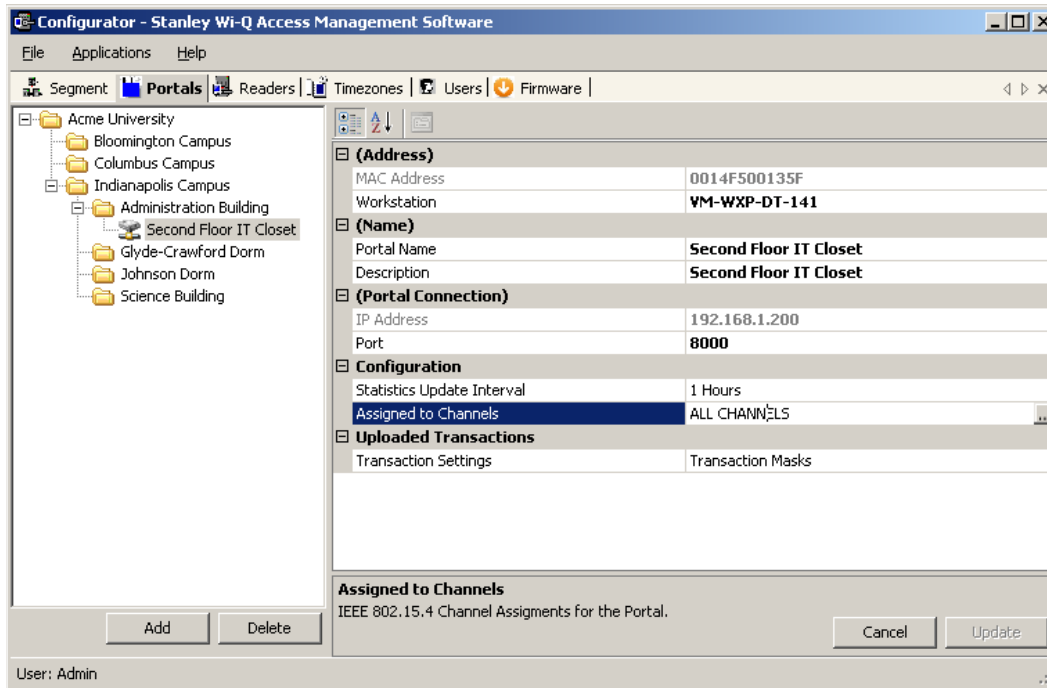 Configurator - Stanley Wi-Q Access Management Software
File Applications Help
Segment Portals Readers Timezones Users Firmware
Acme University
Bloomington Campus
Columbus Campus
Indianapolis Campus
Administration Building
Second Floor IT Closet
Glyde-Crawford Dorm
Johnson Dorm
Science Building
Add Delete
(Address)
MAC Address 0014F500135F
Workstation VM-WXP-DT-141
(Name)
Portal Name Second Floor IT Closet
Description Second Floor IT Closet
(Portal Connection)
IP Address 192.168.1.200
Port 8000
Configuration
Statistics Update Interval 1 Hours
Assigned to Channels ALL CHANNELS ...
Uploaded Transactions
Transaction Settings Transaction Masks
Assigned to Channels
IEEE 802.15.4 Channel Assigments for the Portal.
Cancel Update
User: Admin